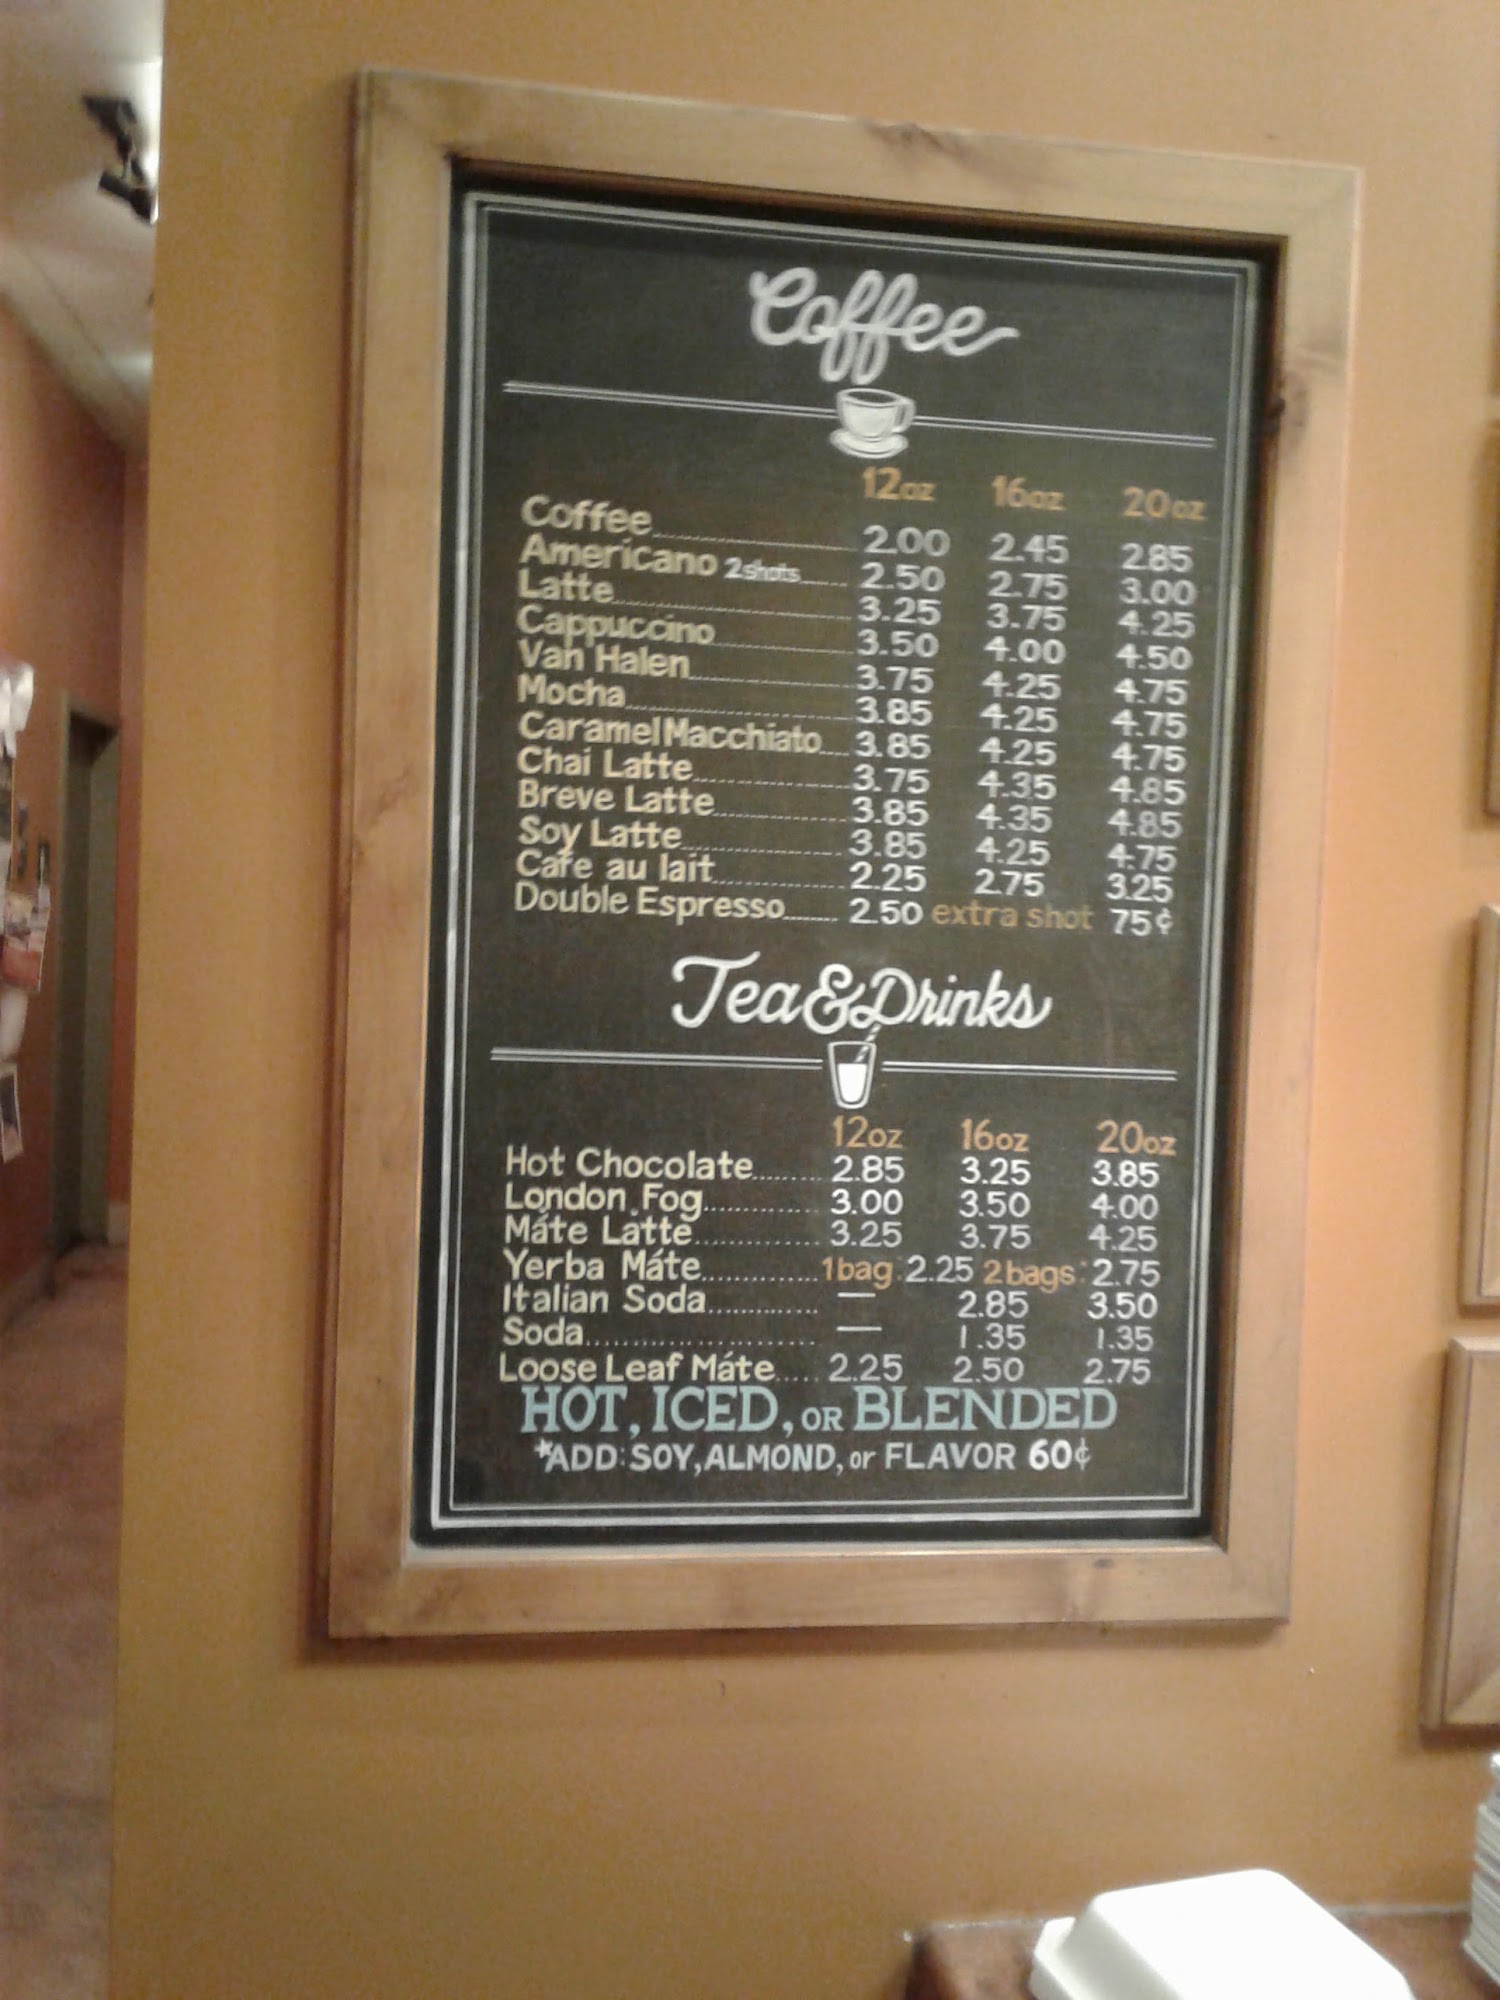 Coffee
12oz 16oz 20oz
Coffee 2.00 2.45 2.85
Americano 2 shots 2.50 2.75 3.00
Latte 3.25 3.75 4.25
Cappuccino 3.50 4.00 4.50
Van Halen 3.75 4.25 4.75
Mocha 3.85 4.25 4.75
Caramel Macchiato 3.85 4.25 4.75
Chai Latte 3.75 4.35 4.85
Breve Latte 3.85 4.35 4.85
Soy Latte 3.85 4.25 4.75
Cafe au lait 2.25 2.75 3.25
Double Espresso 2.50 extra shot 75¢
Tea & Drinks
12oz 16oz 20oz
Hot Chocolate 2.85 3.25 3.85
London Fog 3.00 3.50 4.00
Máte Latte 3.25 3.75 4.25
Yerba Máte 1 bag: 2.25 2 bags: 2.75
Italian Soda — 2.85 3.50
Soda — 1.35 1.35
Loose Leaf Máte 2.25 2.50 2.75
HOT, ICED, OR BLENDED
*ADD: SOY, ALMOND, or FLAVOR 60¢